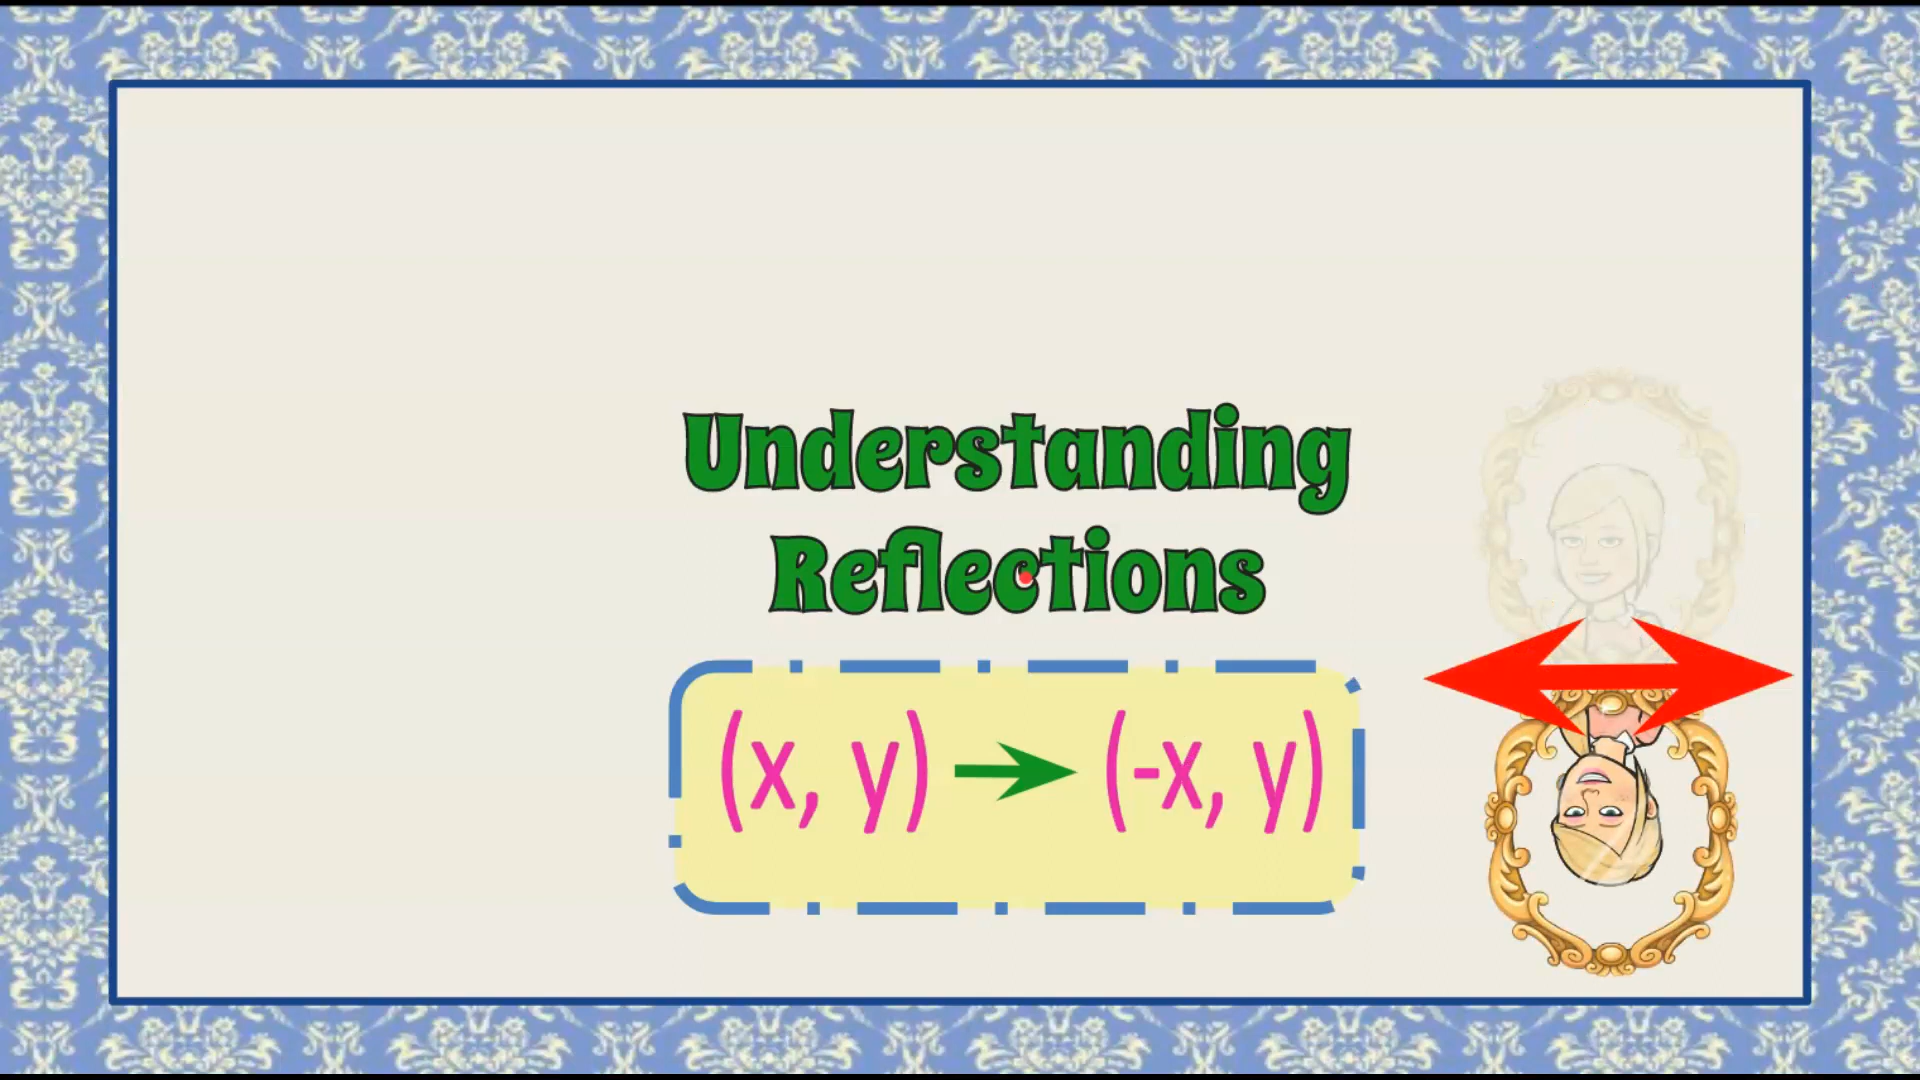 Understanding
Reflections
(x, y) → (-x, y)